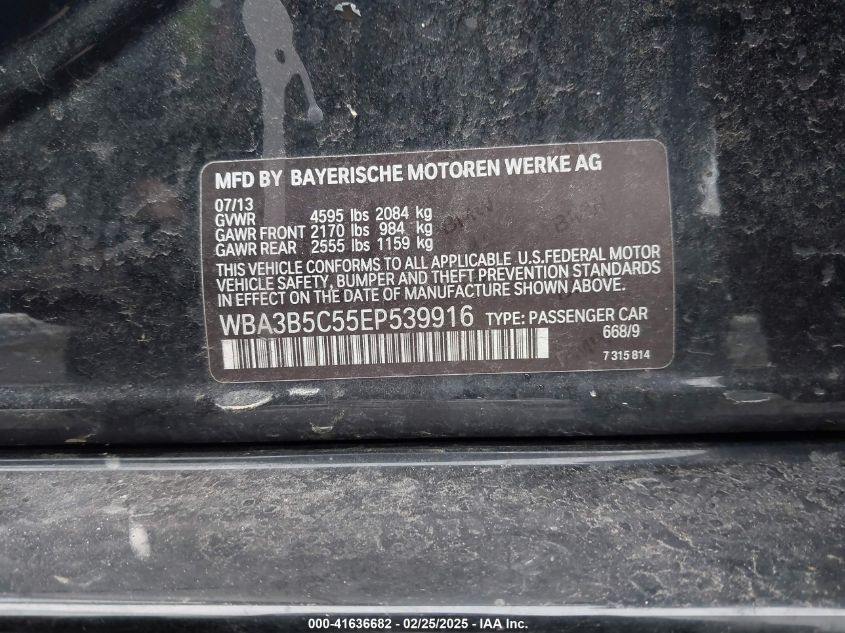 MFD BY BAYERISCHE MOTOREN WERKE AG
07/13
GVWR 4595 lbs 2084 kg
GAWR FRONT 2170 lbs 984 kg
GAWR REAR 2555 lbs 1159 kg
THIS VEHICLE CONFORMS TO ALL APPLICABLE U.S.FEDERAL MOTOR
VEHICLE SAFETY, BUMPER AND THEFT PREVENTION STANDARDS
IN EFFECT ON THE DATE OF MANUFACTURE SHOWN ABOVE.
WBA3B5C55EP539916 TYPE: PASSENGER CAR
668/9
7 315 814
000-41636682 - 02/25/2025 - IAA Inc.